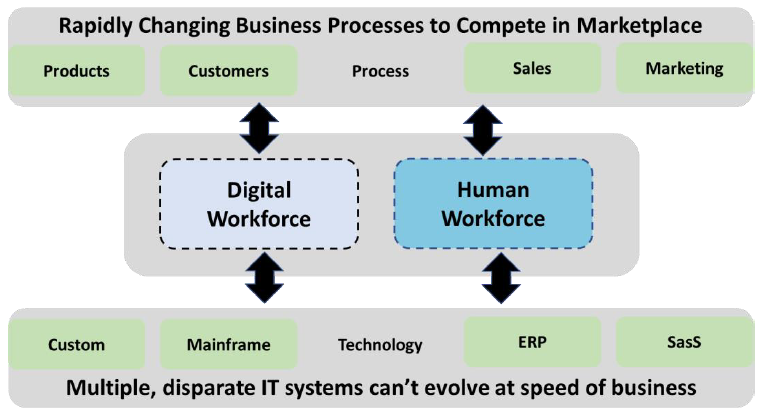 Rapidly Changing Business Processes to Compete in Marketplace
Products
Customers
Process
Sales
Marketing
Digital
Workforce
Human
Workforce
Custom
Mainframe
Technology
ERP
SasS
Multiple, disparate IT systems can’t evolve at speed of business